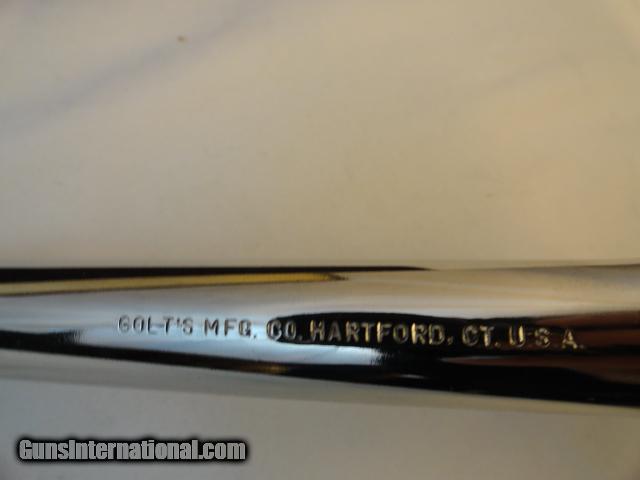 COLT'S MFG. CO. HARTFORD, CT. U.S.A.
GunsInternational.com